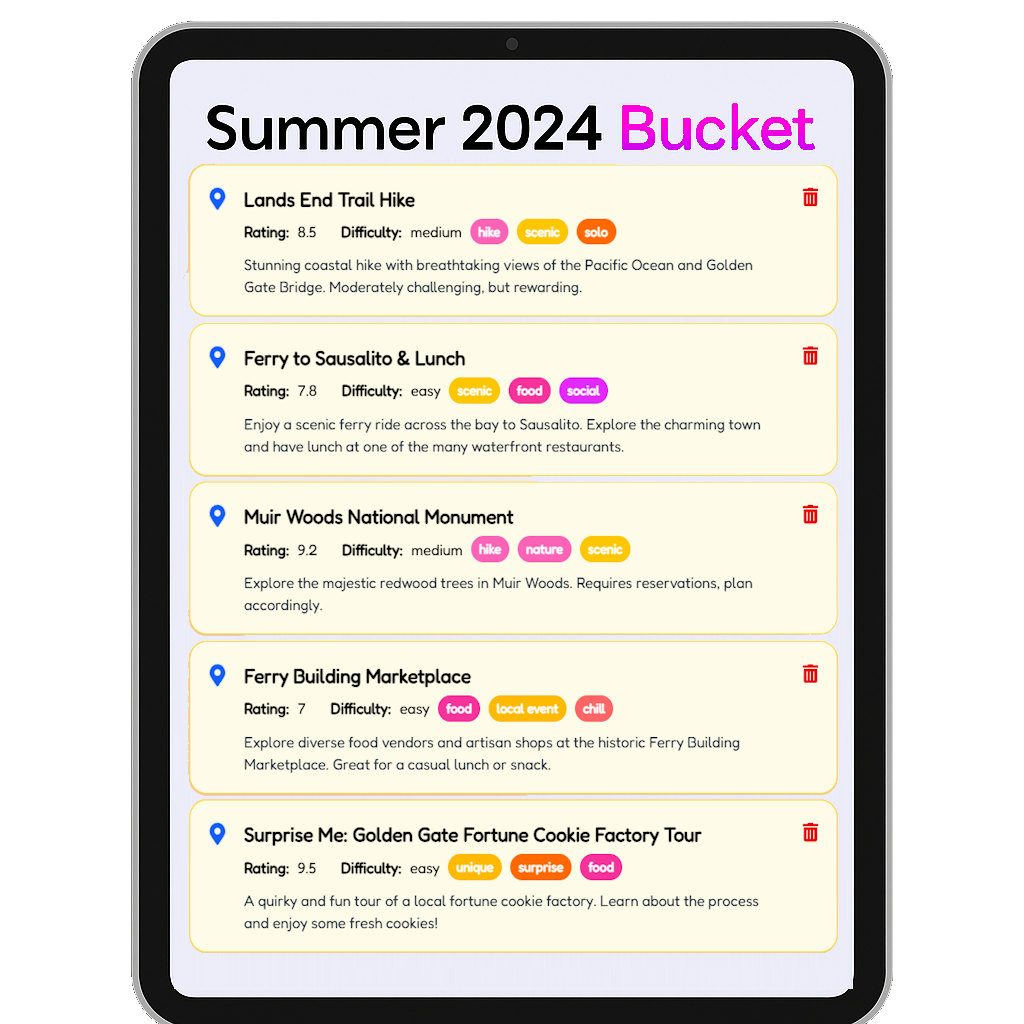 Summer 2024 Bucket
Lands End Trail Hike
Rating: 8.5 Difficulty: medium hike scenic solo
Stunning coastal hike with breathtaking views of the Pacific Ocean and Golden
Gate Bridge. Moderately challenging, but rewarding.
Ferry to Sausalito & Lunch
Rating: 7.8 Difficulty: easy scenic food social
Enjoy a scenic ferry ride across the bay to Sausalito. Explore the charming town
and have lunch at one of the many waterfront restaurants.
Muir Woods National Monument
Rating: 9.2 Difficulty: medium hike nature scenic
Explore the majestic redwood trees in Muir Woods. Requires reservations, plan
accordingly.
Ferry Building Marketplace
Rating: 7 Difficulty: easy food local event chill
Explore diverse food vendors and artisan shops at the historic Ferry Building
Marketplace. Great for a casual lunch or snack.
Surprise Me: Golden Gate Fortune Cookie Factory Tour
Rating: 9.5 Difficulty: easy unique surprise food
A quirky and fun tour of a local fortune cookie factory. Learn about the process
and enjoy some fresh cookies!